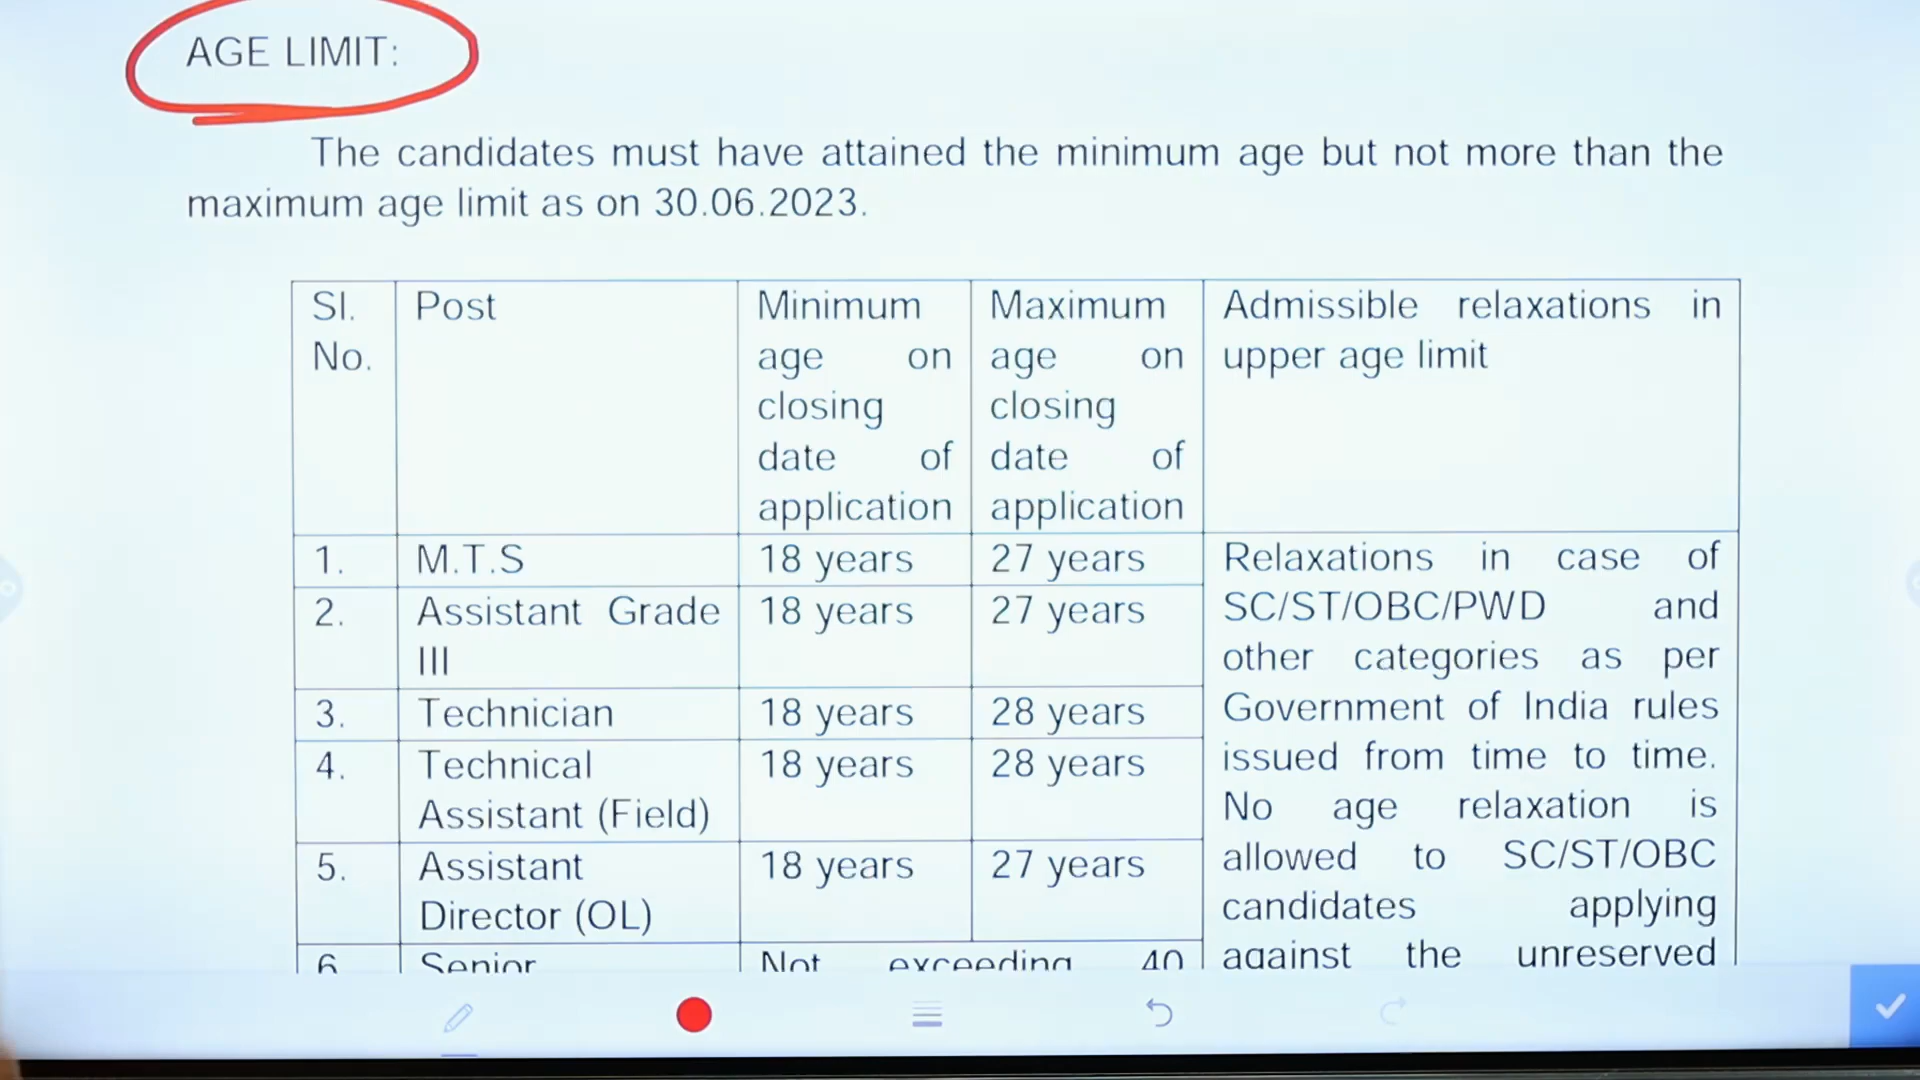 AGE LIMIT:
The candidates must have attained the minimum age but not more than the
maximum age limit as on 30.06.2023.
Sl. No.
Post
Minimum age on closing date of application
Maximum age on closing date of application
Admissible relaxations in upper age limit
1.
M.T.S
18 years
27 years
2.
Assistant Grade III
18 years
27 years
3.
Technician
18 years
28 years
4.
Technical Assistant (Field)
18 years
28 years
5.
Assistant Director (OL)
18 years
27 years
6
Senior
Not exceeding 40
Relaxations in case of
SC/ST/OBC/PWD and
other categories as per
Government of India rules
issued from time to time.
No age relaxation is
allowed to SC/ST/OBC
candidates applying
against the unreserved